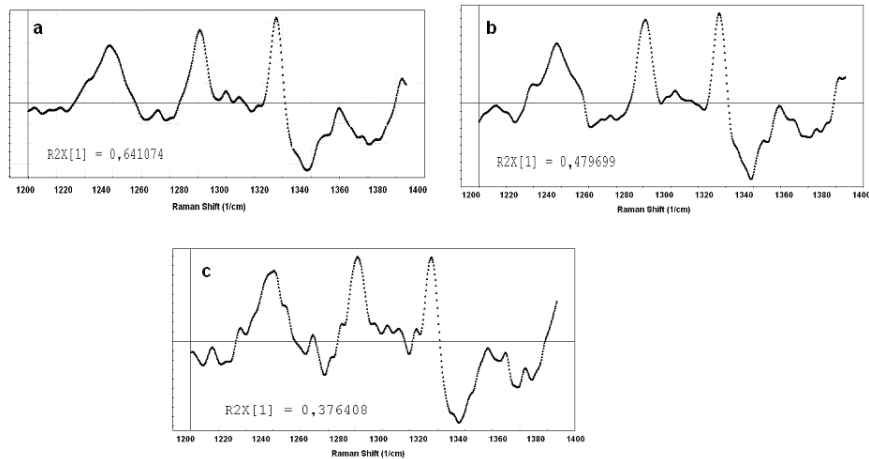 a
R2X[1] = 0,641074
1200 1220 1240 1260 1280 1300 1320 1340 1360 1380 1400
Raman Shift (1/cm)
b
R2X[1] = 0,479699
1200 1220 1240 1260 1280 1300 1320 1340 1360 1380 1400
Raman Shift (1/cm)
c
R2X[1] = 0,376408
1200 1220 1240 1260 1280 1300 1320 1340 1360 1380 1400
Raman Shift (1/cm)